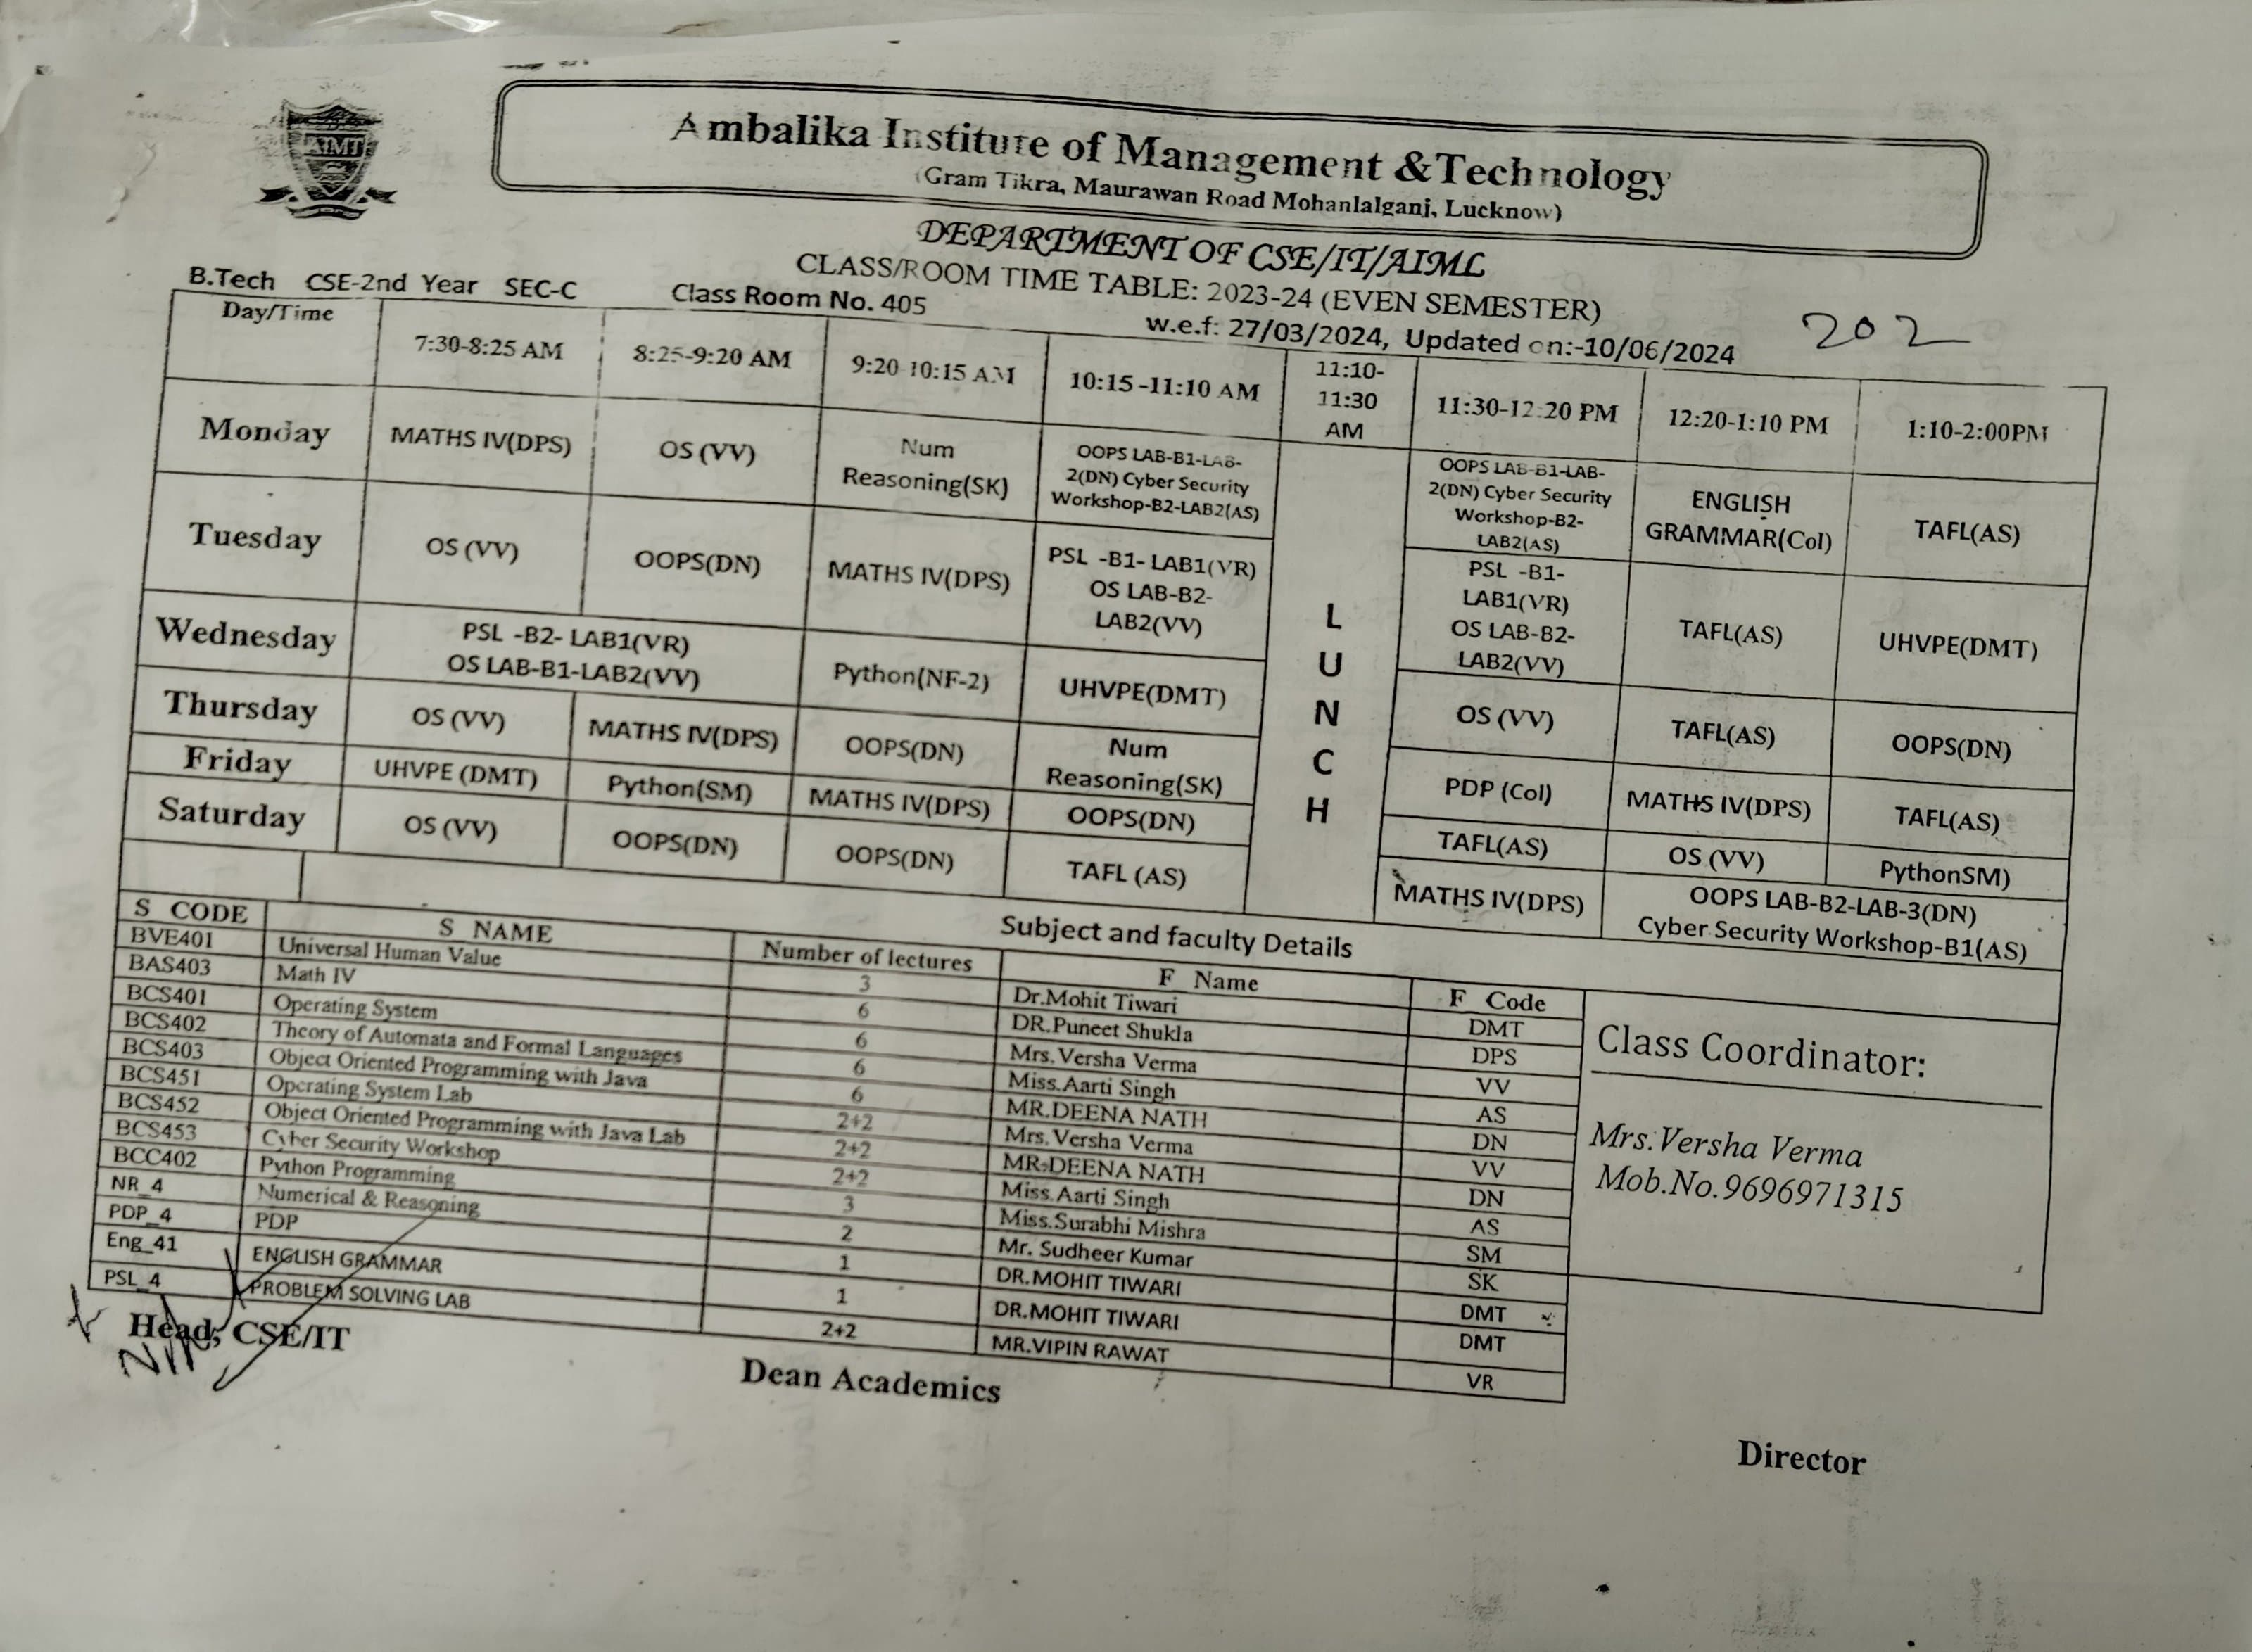 AIMT
Ambalika Institute of Management &Technology
(Gram Tikra, Maurawan Road Mohanlalganj, Lucknow)
DEPARTMENT OF CSE/IT/AIML
CLASS/ROOM TIME TABLE: 2023-24 (EVEN SEMESTER)
B.Tech CSE-2nd Year SEC-C Class Room No. 405
w.e.f: 27/03/2024, Updated on:-10/06/2024
202
Day/Time 7:30-8:25 AM 8:25-9:20 AM 9:20-10:15 AM 10:15-11:10 AM 11:10-11:30 AM 11:30-12:20 PM 12:20-1:10 PM 1:10-2:00PM
Monday MATHS IV(DPS) OS (VV) Num Reasoning(SK) OOPS LAB-B1-LAB-2(DN) Cyber Security Workshop-B2-LAB2(AS) OOPS LAB-B1-LAB-2(DN) Cyber Security Workshop-B2-LAB2(AS) ENGLISH GRAMMAR(Col) TAFL(AS)
Tuesday OS (VV) OOPS(DN) MATHS IV(DPS) PSL -B1- LAB1(VR) OS LAB-B2-LAB2(VV) PSL -B1-LAB1(VR) OS LAB-B2-LAB2(VV) TAFL(AS) UHVPE(DMT)
Wednesday PSL -B2- LAB1(VR) OS LAB-B1-LAB2(VV) Python(NF-2) UHVPE(DMT) OS (VV) TAFL(AS) OOPS(DN)
Thursday OS (VV) MATHS IV(DPS) OOPS(DN) Num Reasoning(SK) PDP (Col) MATHS IV(DPS) TAFL(AS)
Friday UHVPE (DMT) Python(SM) MATHS IV(DPS) OOPS(DN) TAFL(AS) OS (VV) PythonSM)
Saturday OS (VV) OOPS(DN) OOPS(DN) TAFL (AS) MATHS IV(DPS) OOPS LAB-B2-LAB-3(DN) Cyber Security Workshop-B1(AS)
L
U
N
C
H
Subject and faculty Details
S_CODE S_NAME Number of lectures F_Name F_Code
BVE401 Universal Human Value 3 Dr.Mohit Tiwari DMT
BAS403 Math IV 6 DR.Puneet Shukla DPS
BCS401 Operating System 6 Mrs.Versha Verma VV
BCS402 Theory of Automata and Formal Languages 6 Miss.Aarti Singh AS
BCS403 Object Oriented Programming with Java 6 MR.DEENA NATH DN
BCS451 Operating System Lab 2+2 Mrs.Versha Verma VV
BCS452 Object Oriented Programming with Java Lab 2+2 MR.DEENA NATH DN
BCS453 Cyber Security Workshop 2+2 Miss.Aarti Singh AS
BCC402 Python Programming 3 Miss.Surabhi Mishra SM
NR_4 Numerical & Reasoning 2 Mr. Sudheer Kumar SK
PDP_4 PDP 1 DR.MOHIT TIWARI DMT
Eng_41 ENGLISH GRAMMAR 1 DR.MOHIT TIWARI DMT
PSL_4 PROBLEM SOLVING LAB 2+2 MR.VIPIN RAWAT VR
Class Coordinator:
Mrs.Versha Verma
Mob.No.9696971315
Head, CSE/IT
Dean Academics
Director